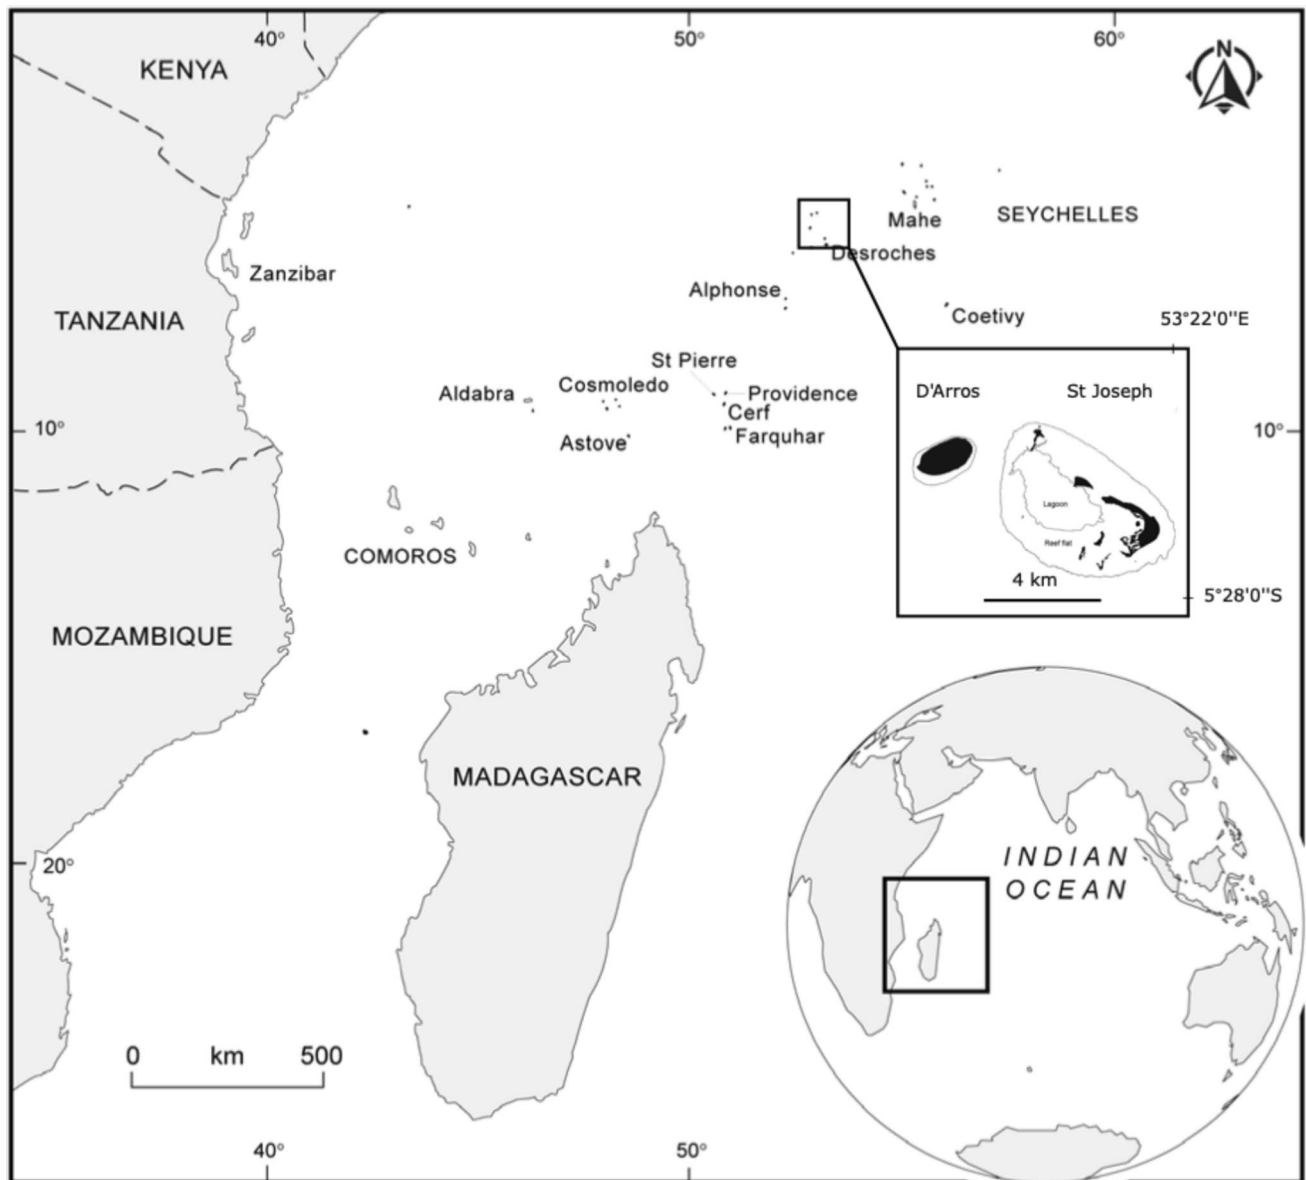 40°
50°
60°
KENYA
N
Mahe
SEYCHELLES
Desroches
Zanzibar
Alphonse
TANZANIA
Coetivy
53°22'0''E
St Pierre
Aldabra
Cosmoledo
Providence
D'Arros
St Joseph
Cerf
10°
Astove
Farquhar
10°
Lagoon
Reef flat
COMOROS
4 km
5°28'0''S
MOZAMBIQUE
MADAGASCAR
INDIAN
OCEAN
20°
0 km 500
40°
50°